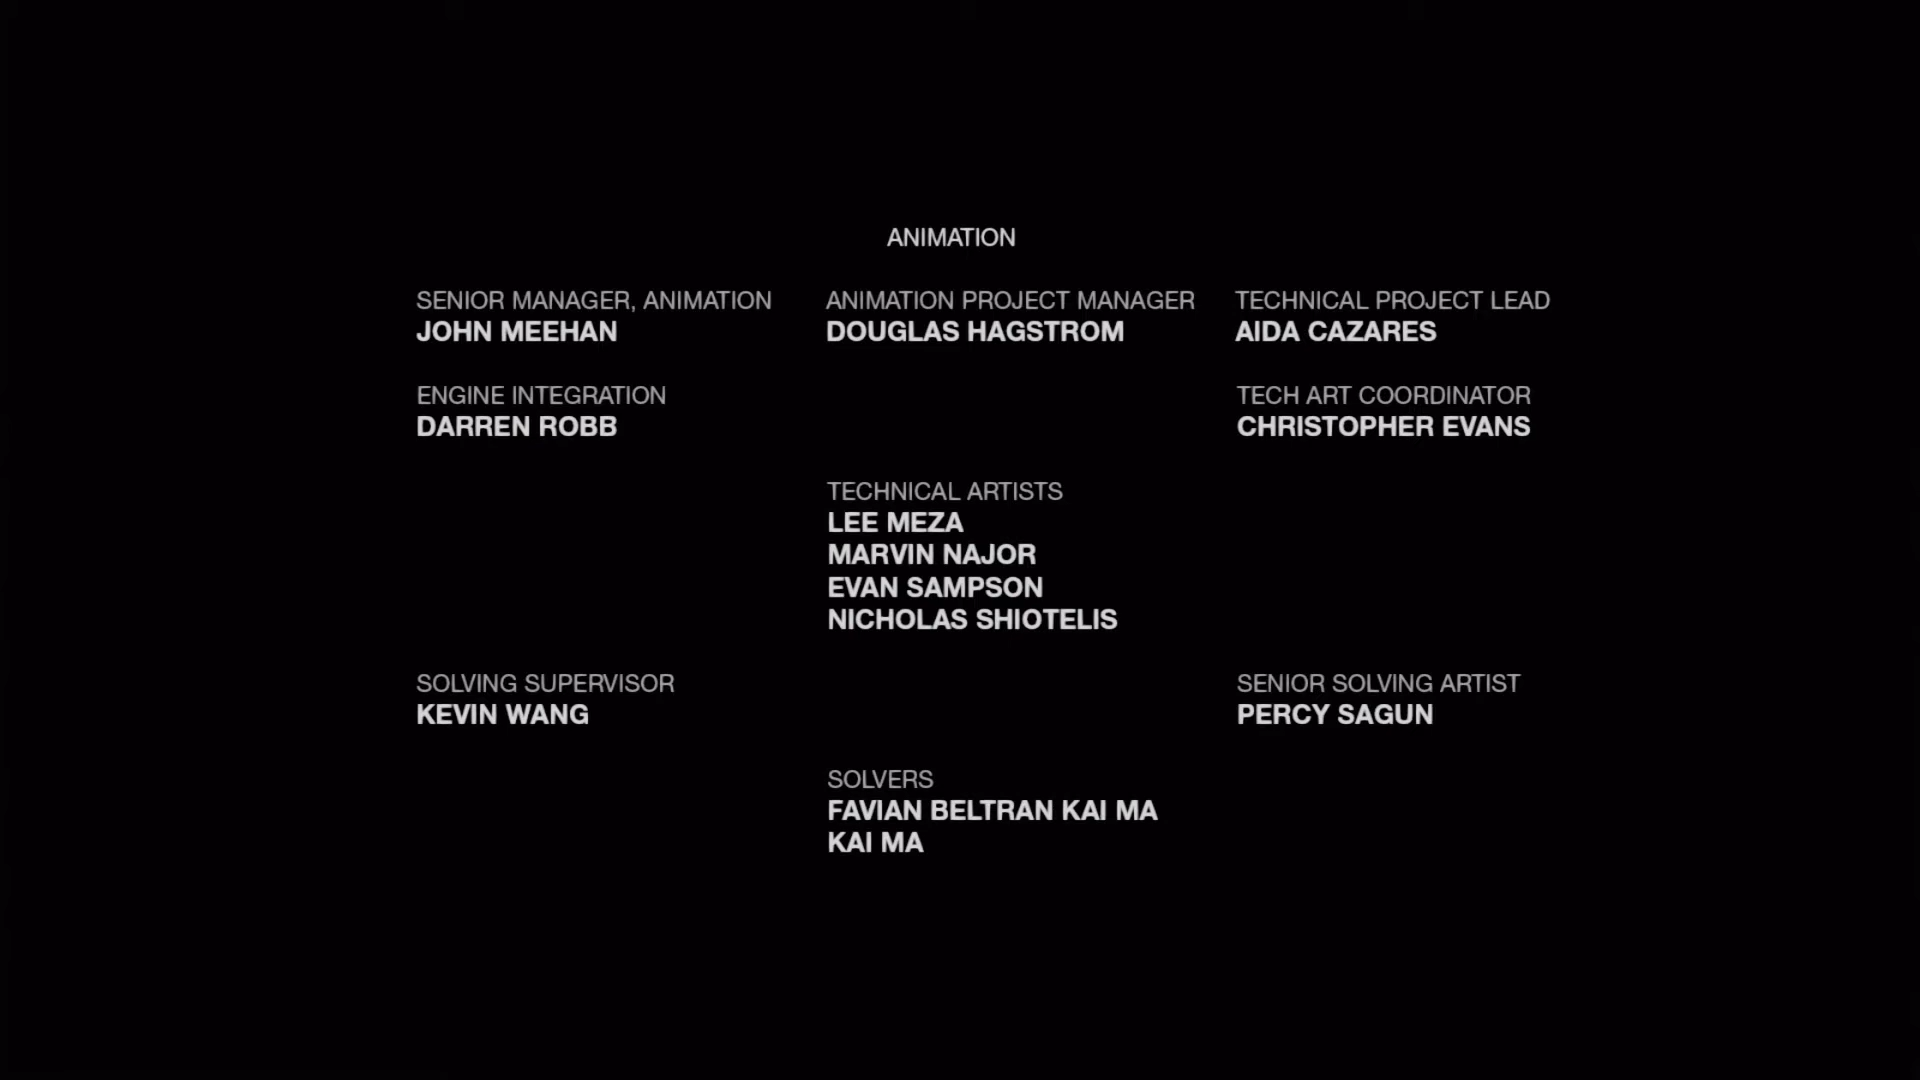 ANIMATION
SENIOR MANAGER, ANIMATION
JOHN MEEHAN
ANIMATION PROJECT MANAGER
DOUGLAS HAGSTROM
TECHNICAL PROJECT LEAD
AIDA CAZARES
ENGINE INTEGRATION
DARREN ROBB
TECH ART COORDINATOR
CHRISTOPHER EVANS
TECHNICAL ARTISTS
LEE MEZA
MARVIN NAJOR
EVAN SAMPSON
NICHOLAS SHIOTELIS
SOLVING SUPERVISOR
KEVIN WANG
SENIOR SOLVING ARTIST
PERCY SAGUN
SOLVERS
FAVIAN BELTRAN KAI MA
KAI MA